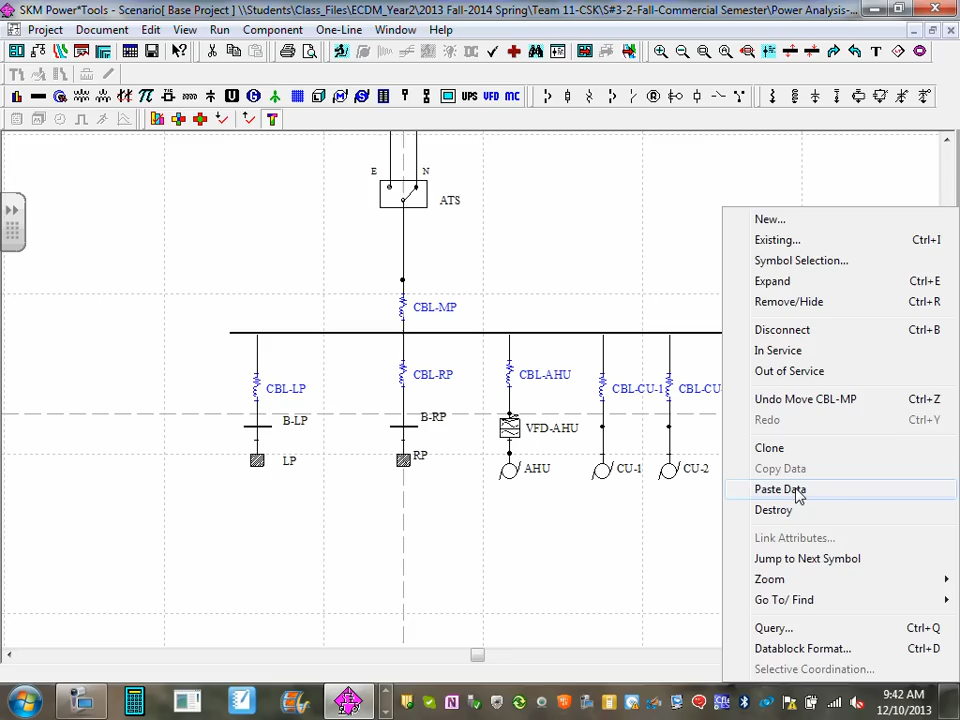 SKM Power*Tools - Scenario[ Base Project ] \\Students\Class_Files\ECDM_Year2\2013 Fall-2014 Spring\Team 11-CSK\S#3-2-Fall-Commercial Semester\Power Analysis-...
Project Document Edit View Run Component One-Line Window Help
UPS VFD MC
E N
ATS
CBL-MP
CBL-LP CBL-RP CBL-AHU CBL-CU-1 CBL-CU-
B-LP B-RP VFD-AHU
LP RP AHU CU-1 CU-2
New...
Existing... Ctrl+I
Symbol Selection...
Expand Ctrl+E
Remove/Hide Ctrl+R
Disconnect Ctrl+B
In Service
Out of Service
Undo Move CBL-MP Ctrl+Z
Redo Ctrl+Y
Clone
Copy Data
Paste Data
Destroy
Link Attributes...
Jump to Next Symbol
Zoom
Go To/ Find
Query... Ctrl+Q
Datablock Format... Ctrl+D
Selective Coordination...
9:42 AM
12/10/2013